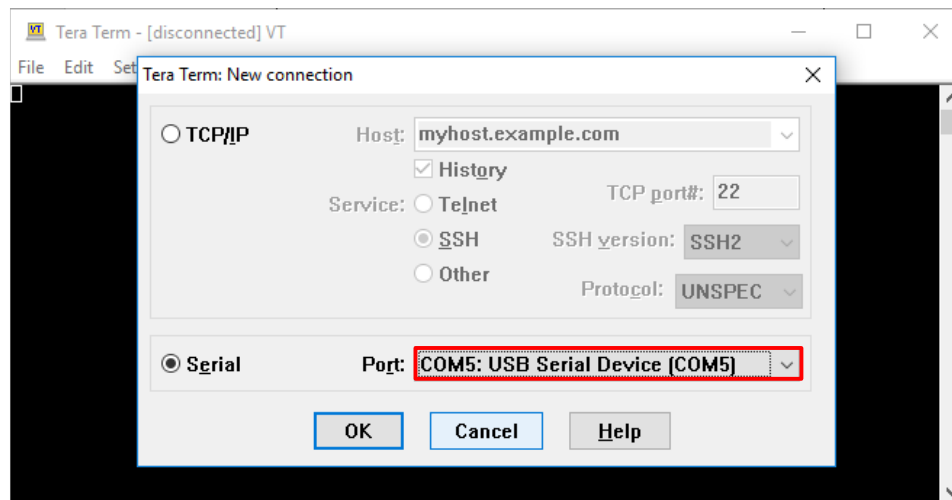 VT Tera Term - [disconnected] VT
File Edit Set
Tera Term: New connection
TCP/IP Host: myhost.example.com
History
Service: Telnet TCP port#: 22
SSH SSH version: SSH2
Other Protocol: UNSPEC
Serial Port: COM5: USB Serial Device (COM5)
OK Cancel Help